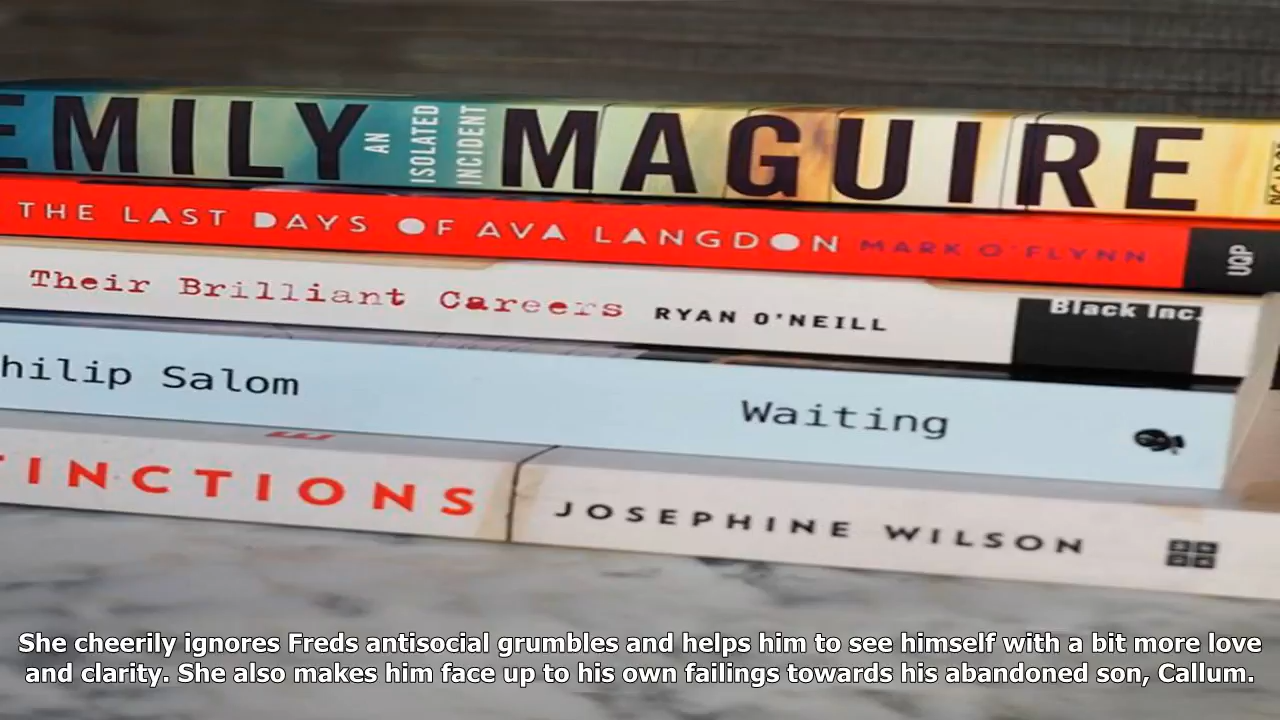 EMILY AN ISOLATED INCIDENT MAGUIRE
THE LAST DAYS OF AVA LANGDON MARK O'FLYNN UQP
Their Brilliant Careers RYAN O'NEILL Black Inc.
hilip Salom Waiting
TINCTIONS JOSEPHINE WILSON
She cheerily ignores Freds antisocial grumbles and helps him to see himself with a bit more love
and clarity. She also makes him face up to his own failings towards his abandoned son, Callum.